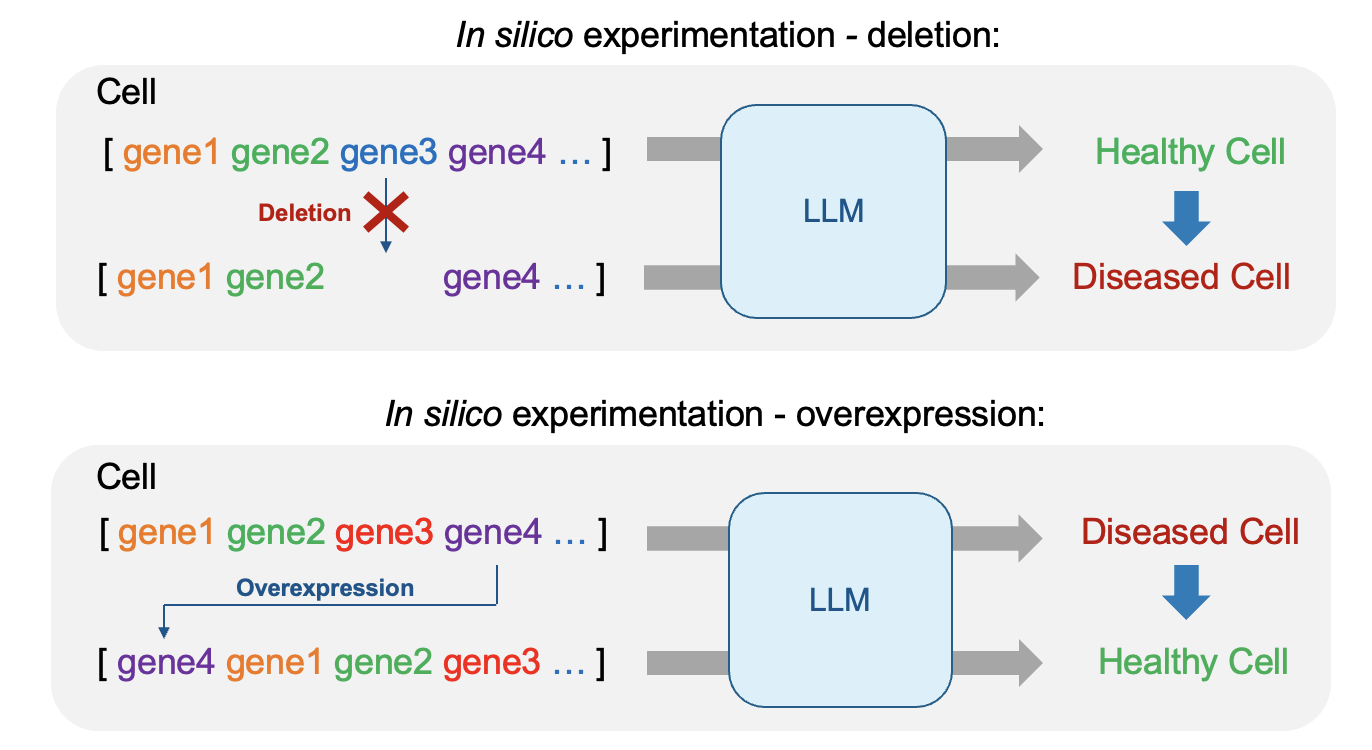 In silico experimentation - deletion:
Cell
[ gene1 gene2 gene3 gene4 … ]
Healthy Cell
Deletion
LLM
[ gene1 gene2 gene4 … ]
Diseased Cell
In silico experimentation - overexpression:
Cell
[ gene1 gene2 gene3 gene4 … ]
Diseased Cell
Overexpression
LLM
[ gene4 gene1 gene2 gene3 … ]
Healthy Cell